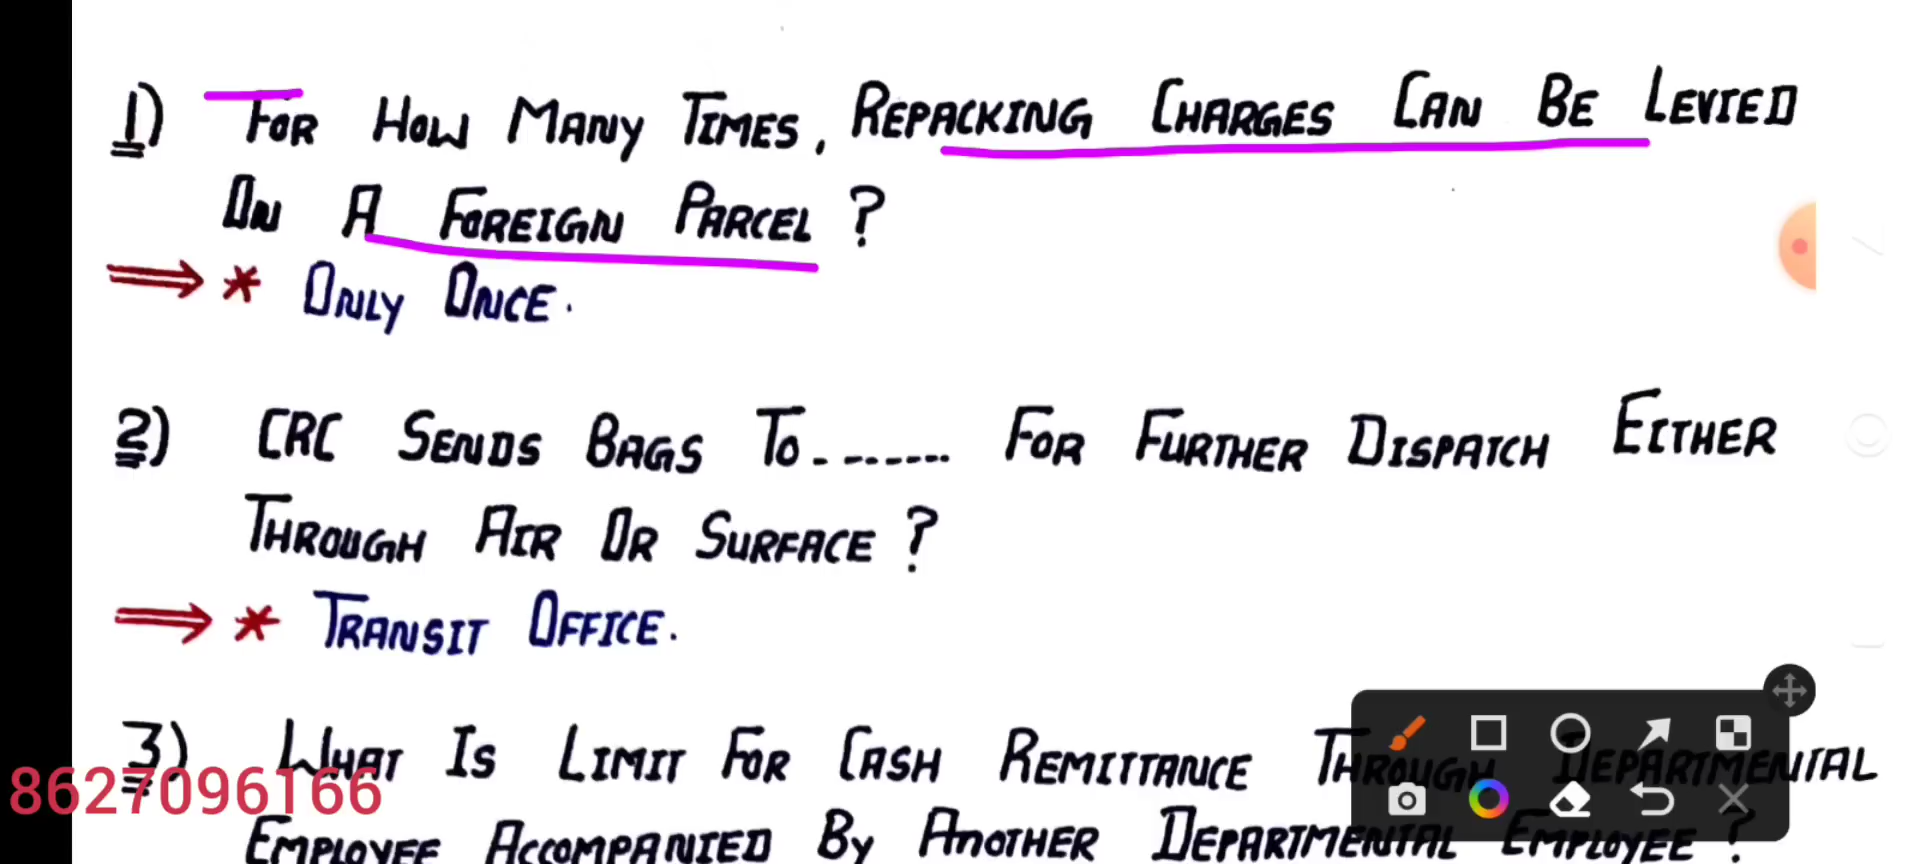 1) For How Many Times, Repacking Charges Can Be Levied
On A Foreign Parcel ?
⟹ * Only Once.
2) CRC Sends Bags To-------- For Further Dispatch Either
Through Air Or Surface ?
⟹ * Transit Office.
3) What Is Limit For Cash Remittance Through Departmental
8627096166
Employee Accompanied By Another Departmental Employee ?